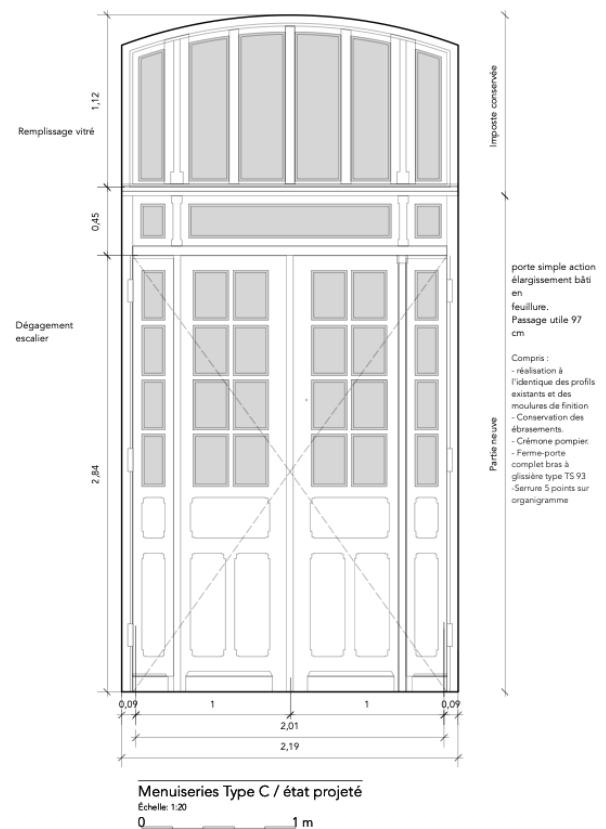 1,12
Imposte conservée
Remplissage vitré
0,45
porte simple action
élargissement bâti
en
feuillure.
Passage utile 97
cm
Dégagement
escalier
Compris :
- réalisation à
l'identique des profils
existants et des
moulures de finition
- Conservation des
ébrasements.
- Crémone pompier.
- Ferme-porte
complet bras à
glissière type TS 93
-Serrure 5 points sur
organigramme
Partie neuve
2,84
0,09 1 1 0,09
2,01
2,19
Menuiseries Type C / état projeté
Échelle: 1:20
0 1 m